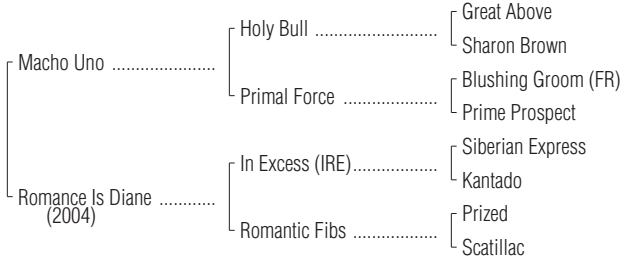 Great Above
Holy Bull .....................
Sharon Brown
Macho Uno ....................
Blushing Groom (FR)
Primal Force ..................
Prime Prospect
Siberian Express
In Excess (IRE).................
Kantado
Romance Is Diane ...........
(2004)
Prized
Romantic Fibs ................
Scatillac